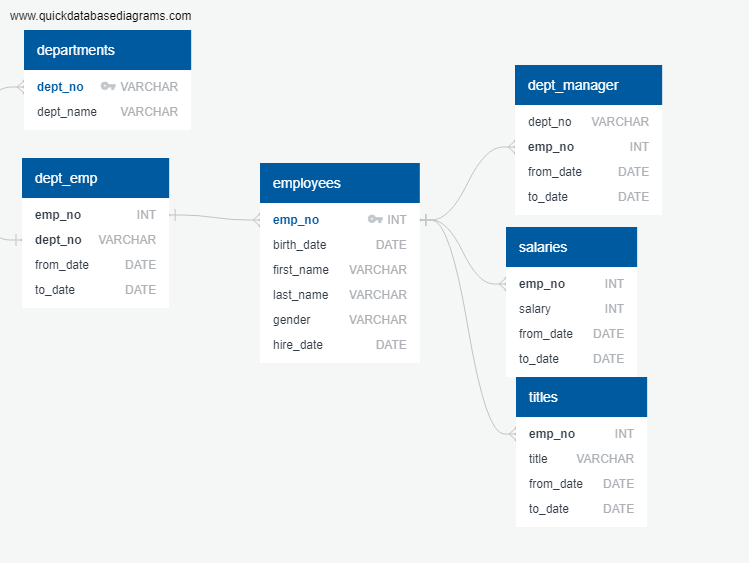 www.quickdatabasediagrams.com
departments
dept_no VARCHAR
dept_name VARCHAR
dept_emp
emp_no INT
dept_no VARCHAR
from_date DATE
to_date DATE
employees
emp_no INT
birth_date DATE
first_name VARCHAR
last_name VARCHAR
gender VARCHAR
hire_date DATE
dept_manager
dept_no VARCHAR
emp_no INT
from_date DATE
to_date DATE
salaries
emp_no INT
salary INT
from_date DATE
to_date DATE
titles
emp_no INT
title VARCHAR
from_date DATE
to_date DATE